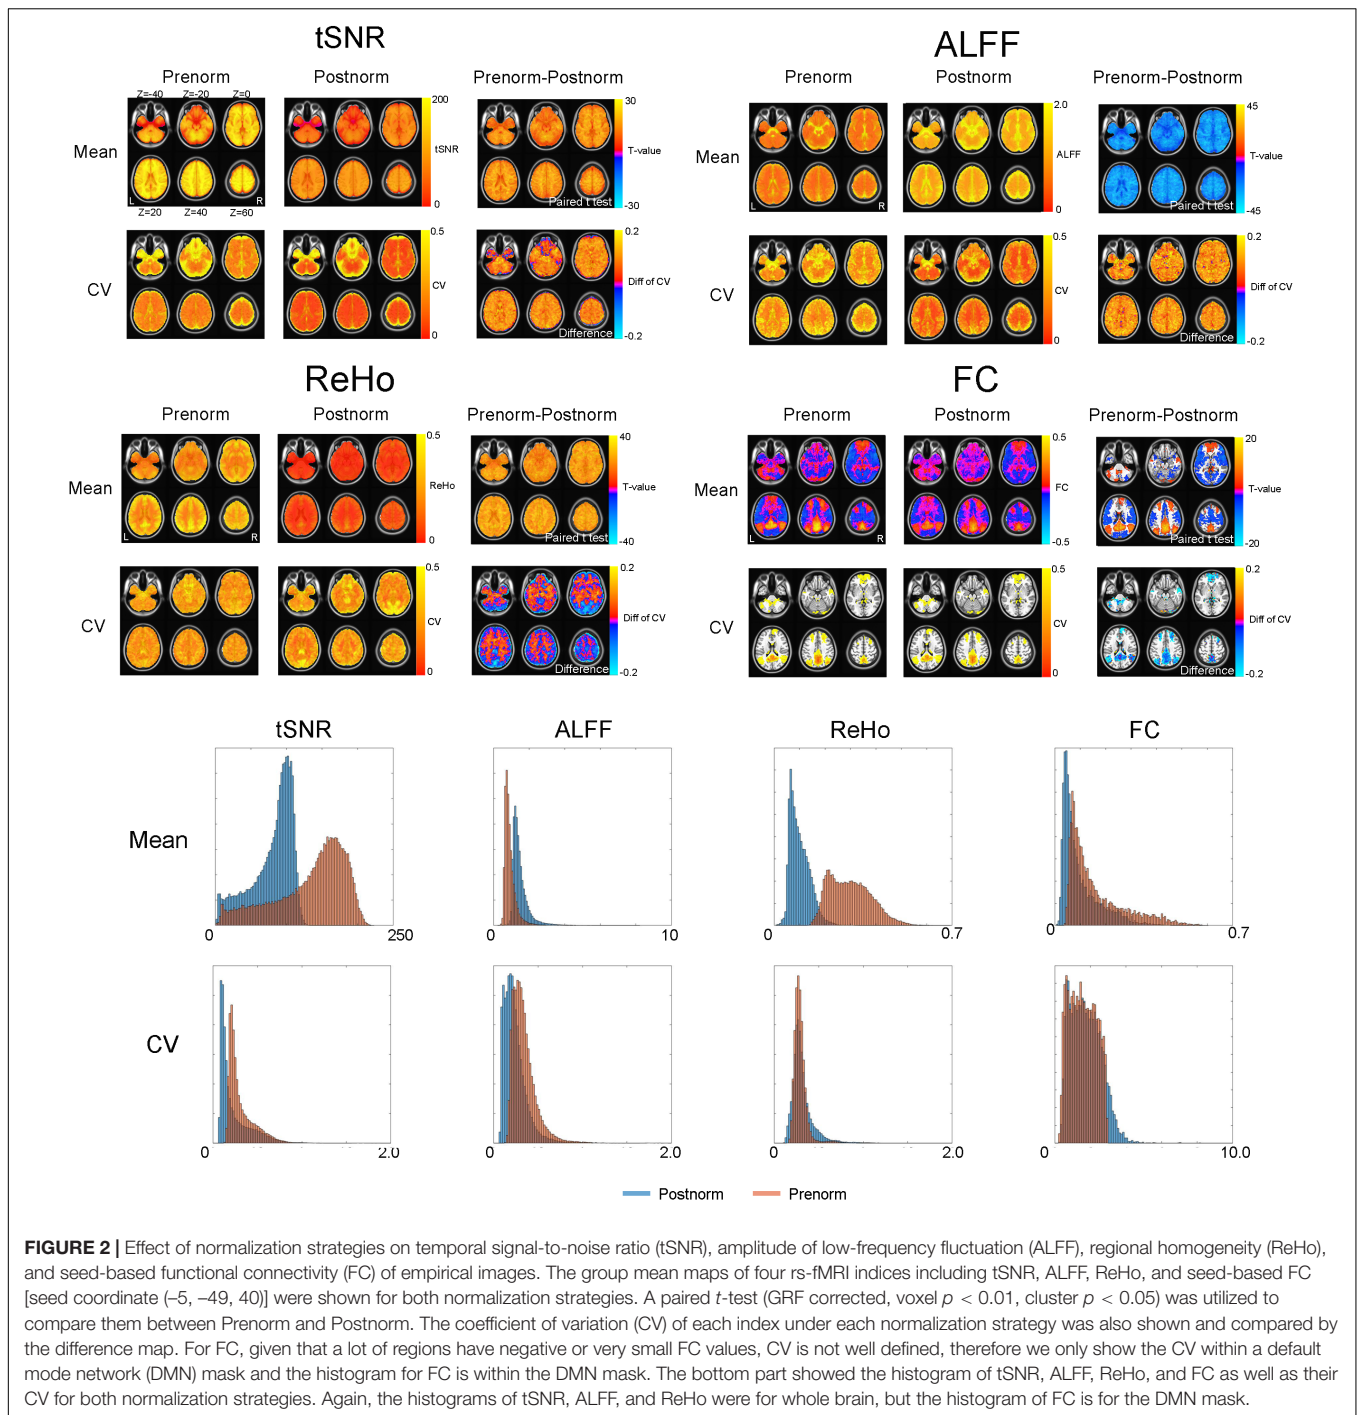 tSNR
Prenorm Postnorm Prenorm-Postnorm
Z=-40 Z=-20 Z=0
Mean
200
tSNR
0
30
T-value
-30
L R
Paired t test
Z=20 Z=40 Z=60
CV
0.5
CV
0
0.2
Diff of CV
-0.2
Difference
ALFF
Prenorm Postnorm Prenorm-Postnorm
Mean
2.0
ALFF
0
45
T-value
-45
L R
Paired t test
CV
0.5
CV
0
0.2
Diff of CV
-0.2
Difference
ReHo
Prenorm Postnorm Prenorm-Postnorm
Mean
0.5
ReHo
0
40
T-value
-40
L R
Paired t test
CV
0.5
CV
0
0.2
Diff of CV
-0.2
Difference
FC
Prenorm Postnorm Prenorm-Postnorm
Mean
0.5
FC
-0.5
20
T-value
-20
L R
Paired t test
CV
0.5
CV
0
0.2
Diff of CV
-0.2
Difference
tSNR ALFF ReHo FC
Mean
0 250 0 10 0 0.7 0 0.7
CV
0 2.0 0 2.0 0 2.0 0 10.0
Postnorm Prenorm
FIGURE 2 | Effect of normalization strategies on temporal signal-to-noise ratio (tSNR), amplitude of low-frequency fluctuation (ALFF), regional homogeneity (ReHo),
and seed-based functional connectivity (FC) of empirical images. The group mean maps of four rs-fMRI indices including tSNR, ALFF, ReHo, and seed-based FC
[seed coordinate (–5, –49, 40)] were shown for both normalization strategies. A paired t-test (GRF corrected, voxel p < 0.01, cluster p < 0.05) was utilized to
compare them between Prenorm and Postnorm. The coefficient of variation (CV) of each index under each normalization strategy was also shown and compared by
the difference map. For FC, given that a lot of regions have negative or very small FC values, CV is not well defined, therefore we only show the CV within a default
mode network (DMN) mask and the histogram for FC is within the DMN mask. The bottom part showed the histogram of tSNR, ALFF, ReHo, and FC as well as their
CV for both normalization strategies. Again, the histograms of tSNR, ALFF, and ReHo were for whole brain, but the histogram of FC is for the DMN mask.